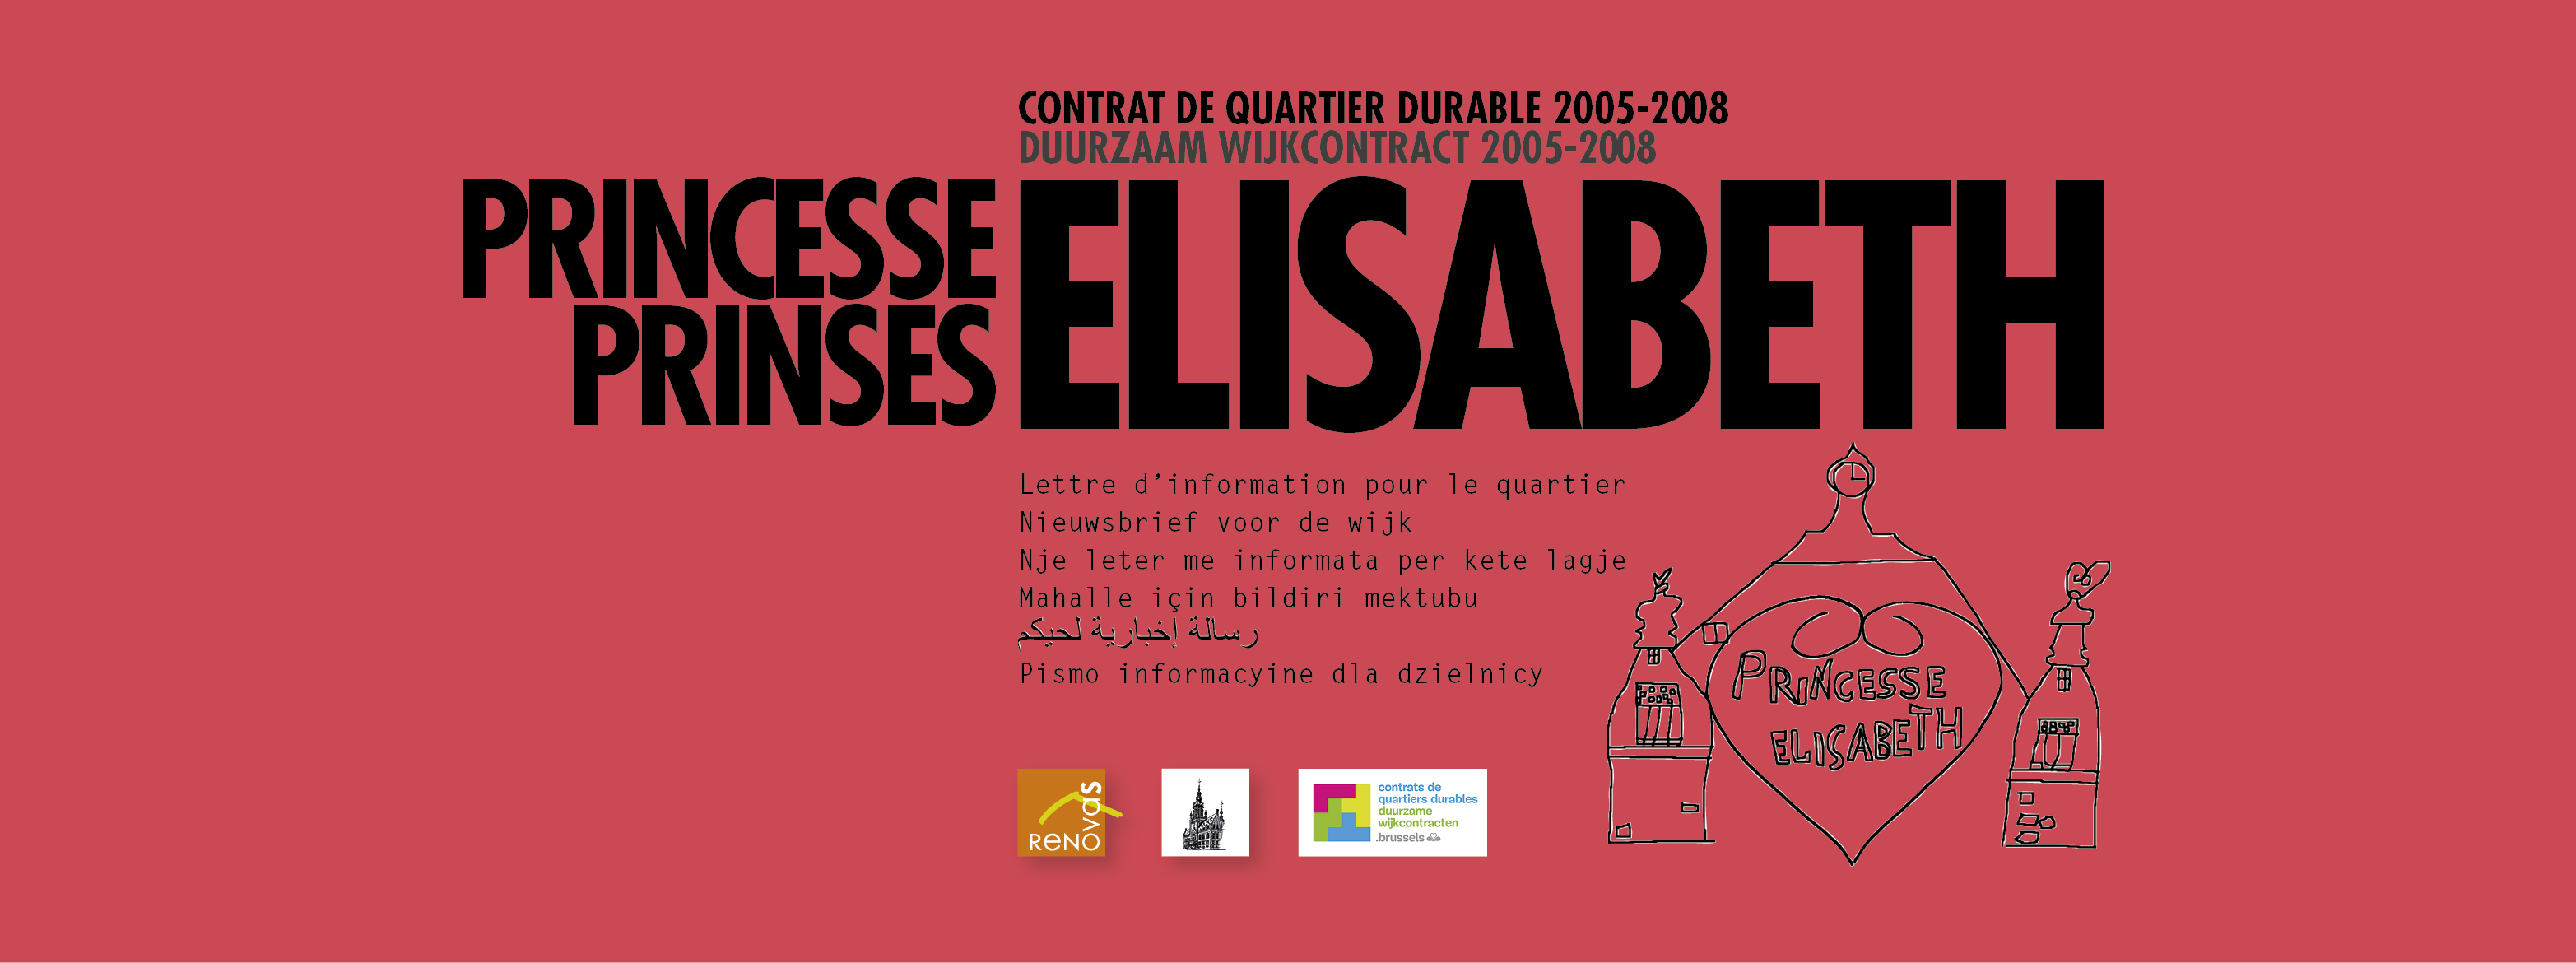 CONTRAT DE QUARTIER DURABLE 2005-2008
DUURZAAM WIJKCONTRACT 2005-2008
PRINCESSE
PRINSES
ELISABETH
Lettre d’information pour le quartier
Nieuwsbrief voor de wijk
Nje leter me informata per kete lagje
Mahalle için bildiri mektubu
رسالة إخبارية لحيكم
Pismo informacyine dla dzielnicy
PRINCESSE
ELISABETH
RENOvas
contrats de
quartiers durables
duurzame
wijkcontracten
.brussels